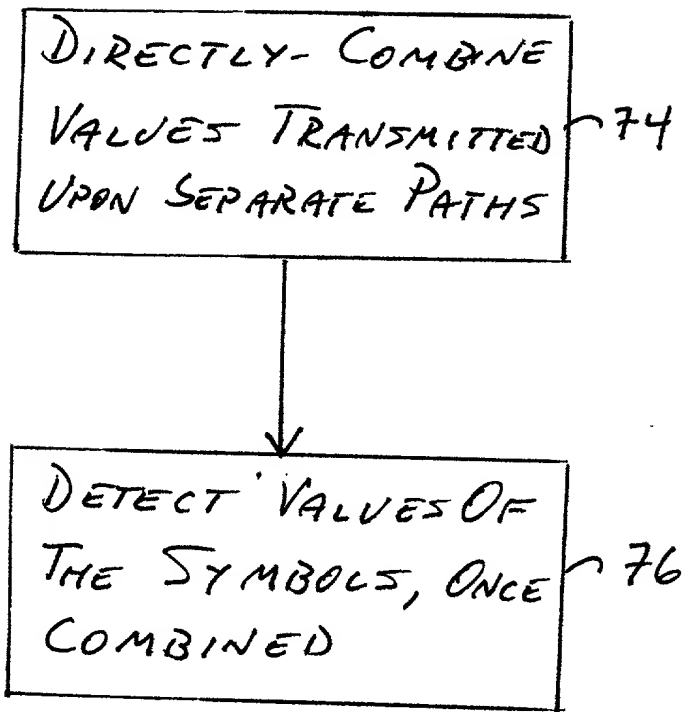 DIRECTLY- COMBINE
VALUES TRANSMITTED
UPON SEPARATE PATHS
74
DETECT VALUES OF
THE SYMBOLS, ONCE
COMBINED
76